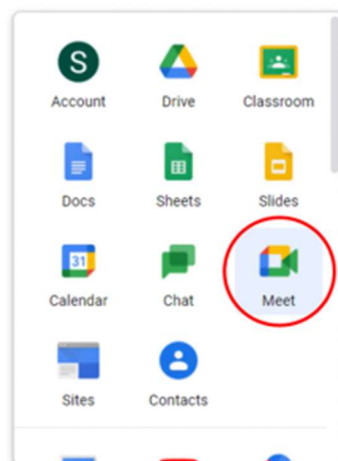 S
Account Drive Classroom
Docs Sheets Slides
31
Calendar Chat Meet
Sites Contacts